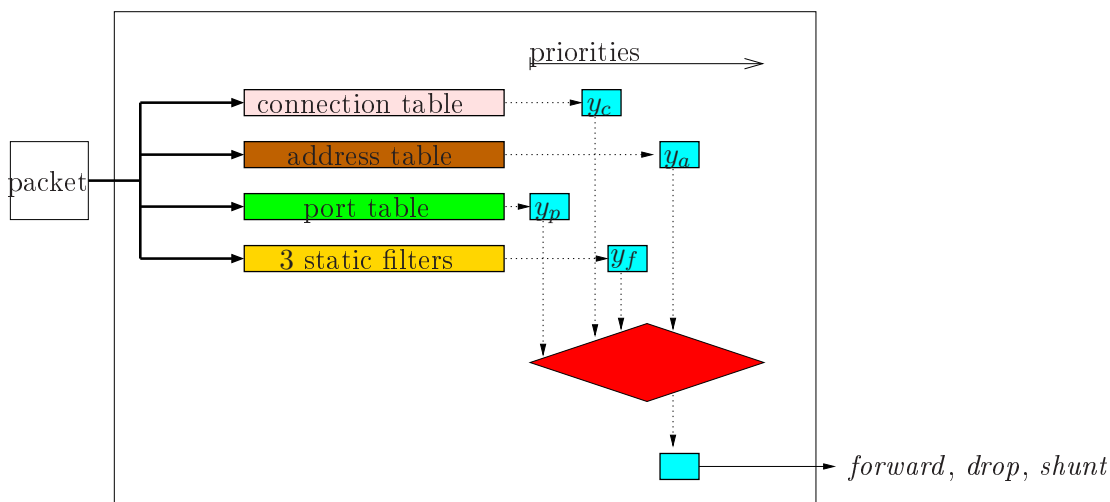 priorities
connection table
y_c
address table
y_a
packet
port table
y_p
3 static filters
y_f
forward, drop, shunt